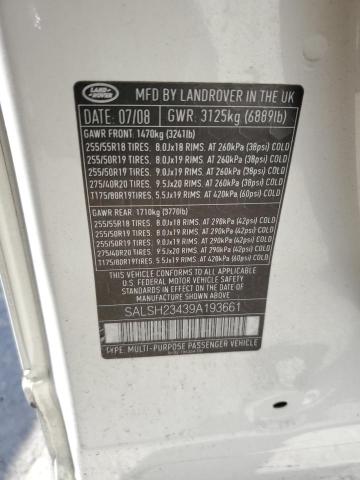 LAND ROVER
MFD BY LANDROVER IN THE UK
DATE: 07/08 GWR. 3125kg (6889lb)
GAWR FRONT: 1470kg (3241lb)
255/55R18 TIRES. 8.0Jx18 RIMS. AT 260kPa (38psi) COLD
255/50R19 TIRES. 8.0Jx19 RIMS. AT 260kPa (38psi) COLD
255/50R19 TIRES. 9.0Jx19 RIMS. AT 260kPa (38psi) COLD
275/40R20 TIRES. 9.5Jx20 RIMS. AT 260kPa (38psi) COLD
T175/80R19TIRES. 5.5Jx19 RIMS. AT 420kPa (60psi) COLD
GAWR REAR: 1710kg (3770lb)
255/55R18 TIRES. 8.0Jx18 RIMS. AT 290kPa (42psi) COLD
255/50R19 TIRES. 8.0Jx19 RIMS. AT 290kPa (42psi) COLD
255/50R19 TIRES. 9.0Jx19 RIMS. AT 290kPa (42psi) COLD
275/40R20 TIRES. 9.5Jx20 RIMS. AT 290kPa (42psi) COLD
T175/80R19TIRES. 5.5Jx19 RIMS. AT 420kPa (60psi) COLD
THIS VEHICLE CONFORMS TO ALL APPLICABLE
U.S. FEDERAL MOTOR VEHICLE SAFETY STANDARDS
IN EFFECT ON THE DATE OF MANUFACTURE SHOWN ABOVE.
SALSH23439A193661
TYPE: MULTI-PURPOSE PASSENGER VEHICLE